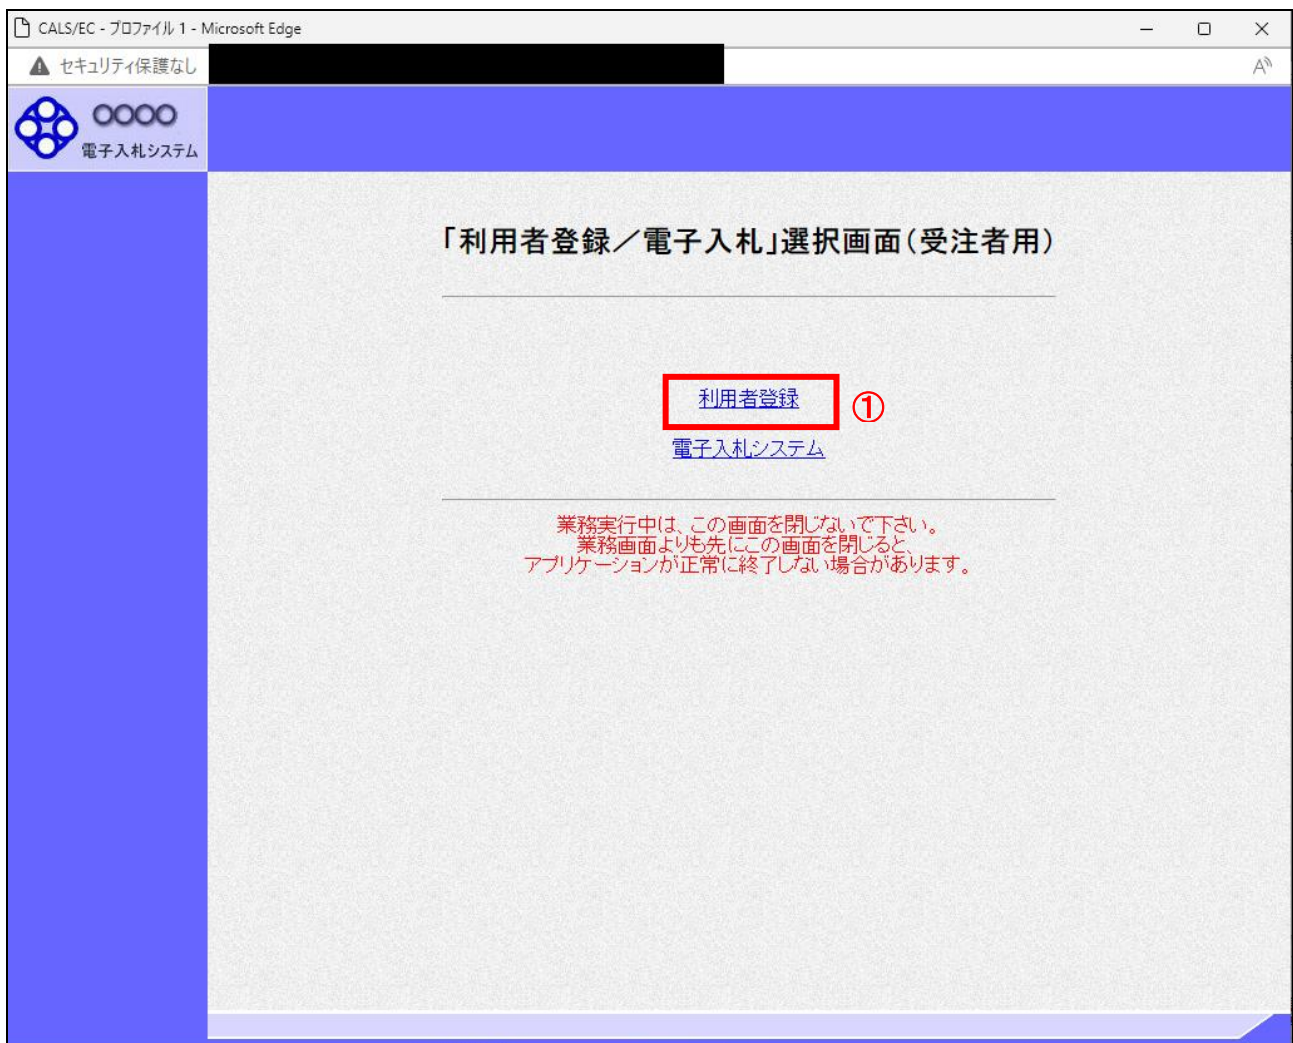 CALS/EC - プロファイル 1 - Microsoft Edge
セキュリティ保護なし
○○○○
電子入札システム
「利用者登録／電子入札」選択画面（受注者用）
利用者登録
①
電子入札システム
業務実行中は、この画面を閉じないで下さい。
業務画面よりも先にこの画面を閉じると、
アプリケーションが正常に終了しない場合があります。